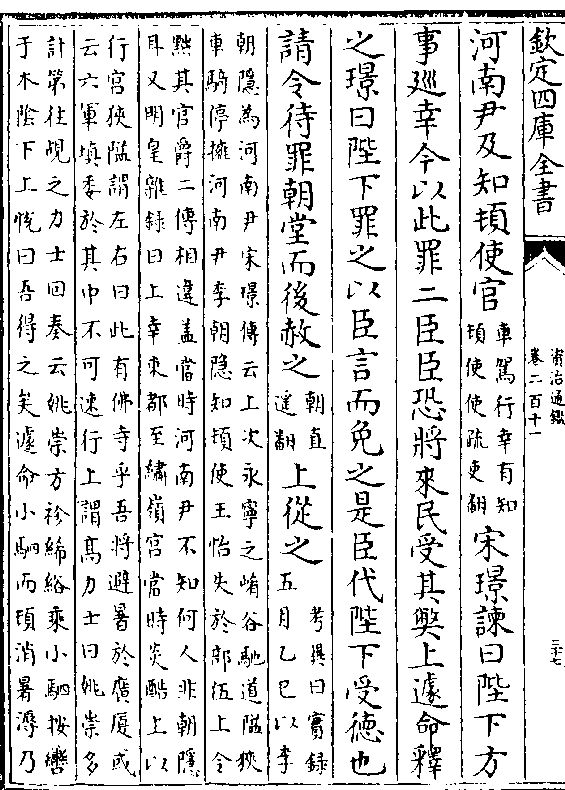 欽定四庫全書
資治通鑑
卷二百十一
三十七
河南尹及知頓使官
車駕行幸有知
頓使使疏吏翻
宋璟諫曰陛下方
事廵幸今以此罪二臣臣恐將來民受其獘上遽命釋
之璟曰陛下罪之以臣言而免之是臣代陛下受德也
請令待罪朝堂而後赦之
朝直
遥翻
上從之
考異曰實録
五月乙巳以李
朝隱為河南尹宋璟傳云上次永寧之崤谷馳道隘狹
車騎停擁河南尹李朝隐知頓使王怡失於部伍上令
黜其官爵二傳相違盖當時河南尹不知何人非朝隱
耳又明皇雜録曰上幸東都至繡嶺宫當時炎酷上以
行宫狹隘謂左右曰此有佛寺乎吾將避暑於廣厦或
云六軍填委於其中不可速行上謂髙力士曰姚崇多
計第往覘之力士回奏云姚崇方袗絺綌乗小駟按轡
于木陰下上悦曰吾得之矣遽命小駟而頓消暑溽乃